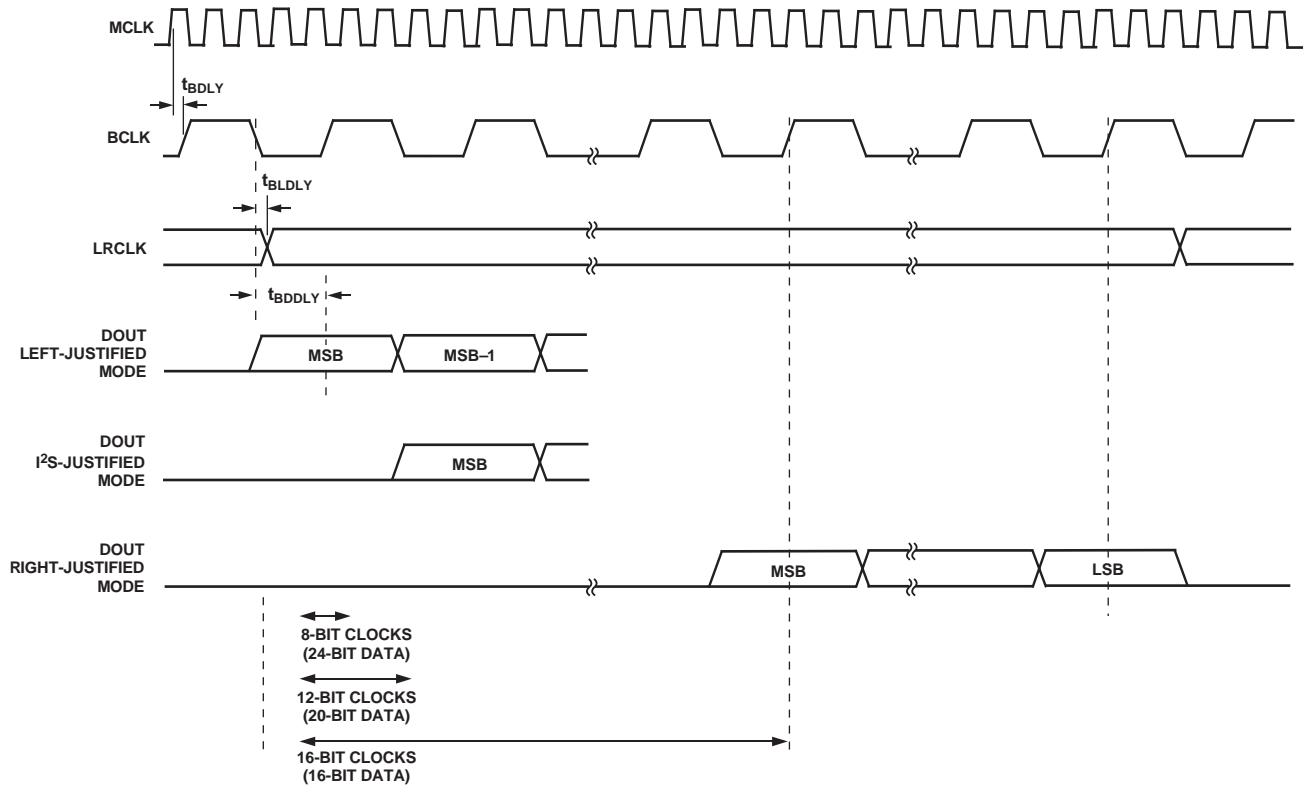 MCLK
tBDLY
BCLK
tBLDLY
LRCLK
tBDDLY
DOUT
LEFT-JUSTIFIED
MODE
MSB
MSB–1
DOUT
I²S-JUSTIFIED
MODE
MSB
DOUT
RIGHT-JUSTIFIED
MODE
MSB
LSB
8-BIT CLOCKS
(24-BIT DATA)
12-BIT CLOCKS
(20-BIT DATA)
16-BIT CLOCKS
(16-BIT DATA)